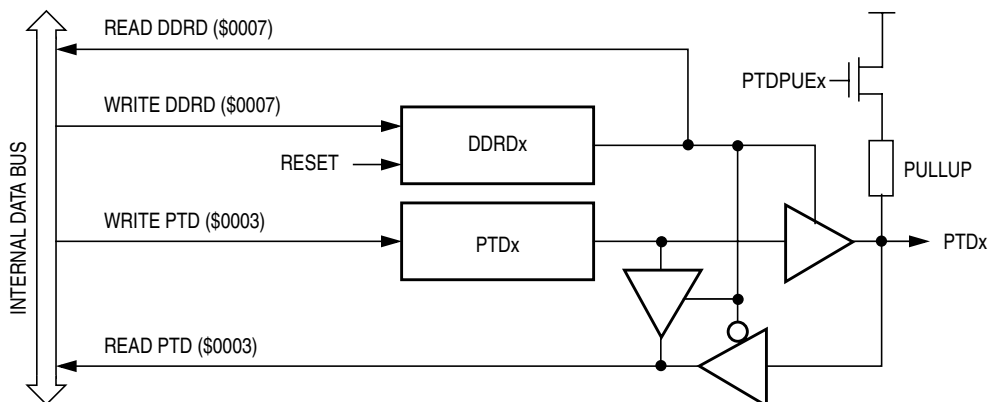 READ DDRD ($0007)
PTDPUEx
WRITE DDRD ($0007)
DDRDx
RESET
PULLUP
WRITE PTD ($0003)
PTDx
PTDx
INTERNAL DATA BUS
READ PTD ($0003)